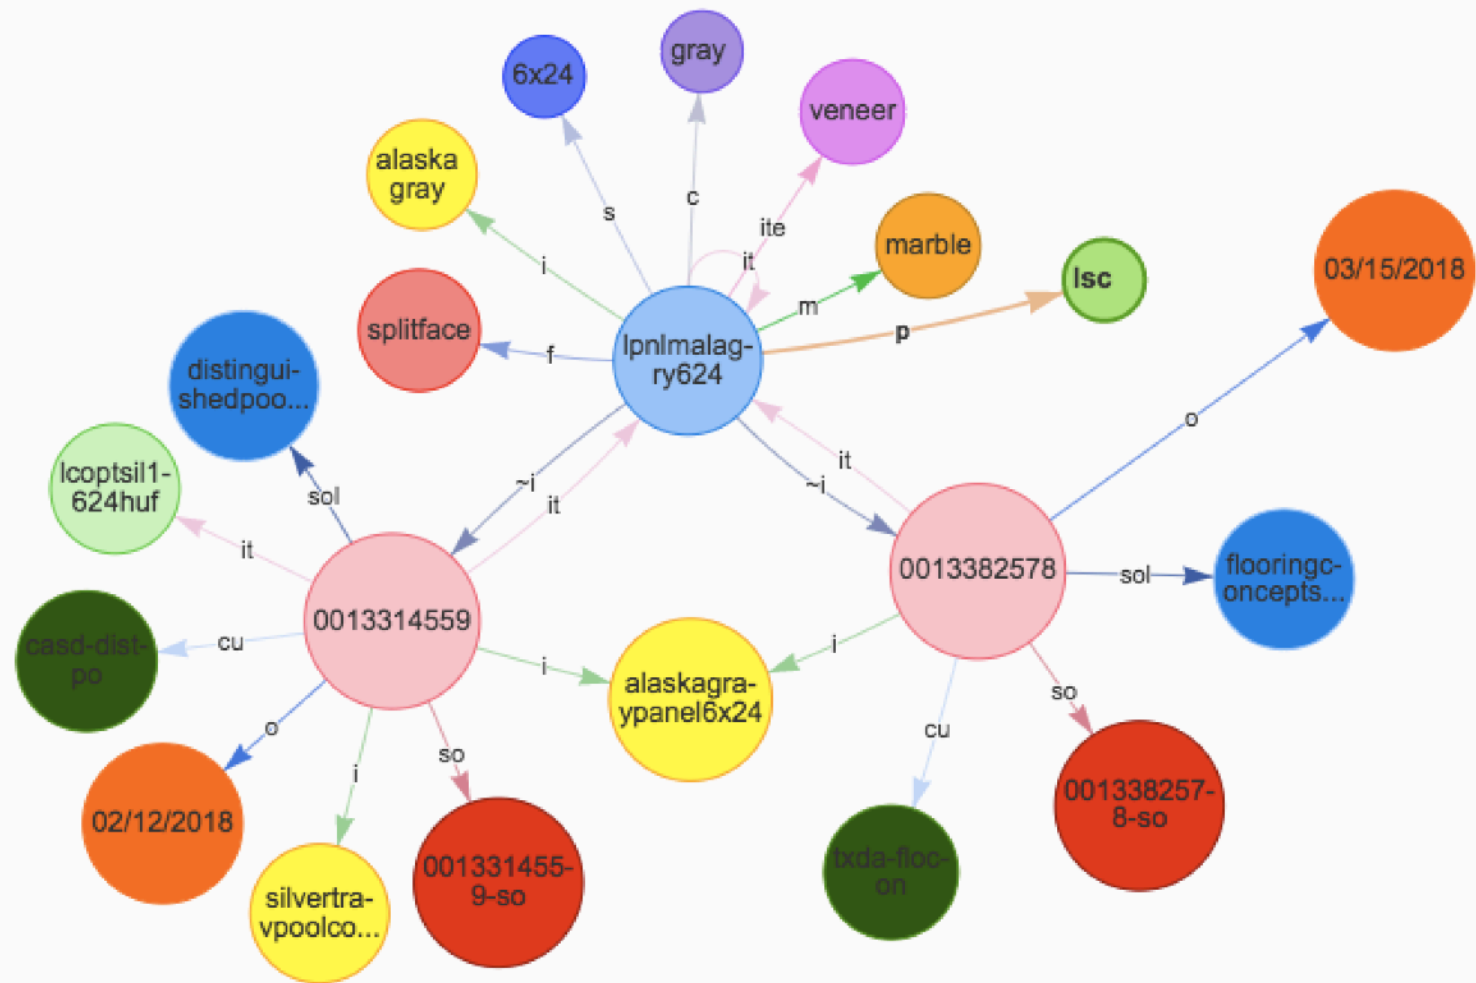 6x24
gray
veneer
alaska
gray
s
c
ite
it
i
marble
lsc
03/15/2018
m
p
splitface
f
lpnlmalag-
ry624
distingui-
shedpoo...
o
lcoptsil1-
624huf
sol
~i
it
it
~i
it
0013314559
0013382578
sol
flooringc-
oncepts...
casd-dist-
po
cu
i
i
alaskagra-
ypanel6x24
so
o
cu
so
i
02/12/2018
001331455-
9-so
001338257-
8-so
txda-floc-
on
silvertra-
vpoolco...